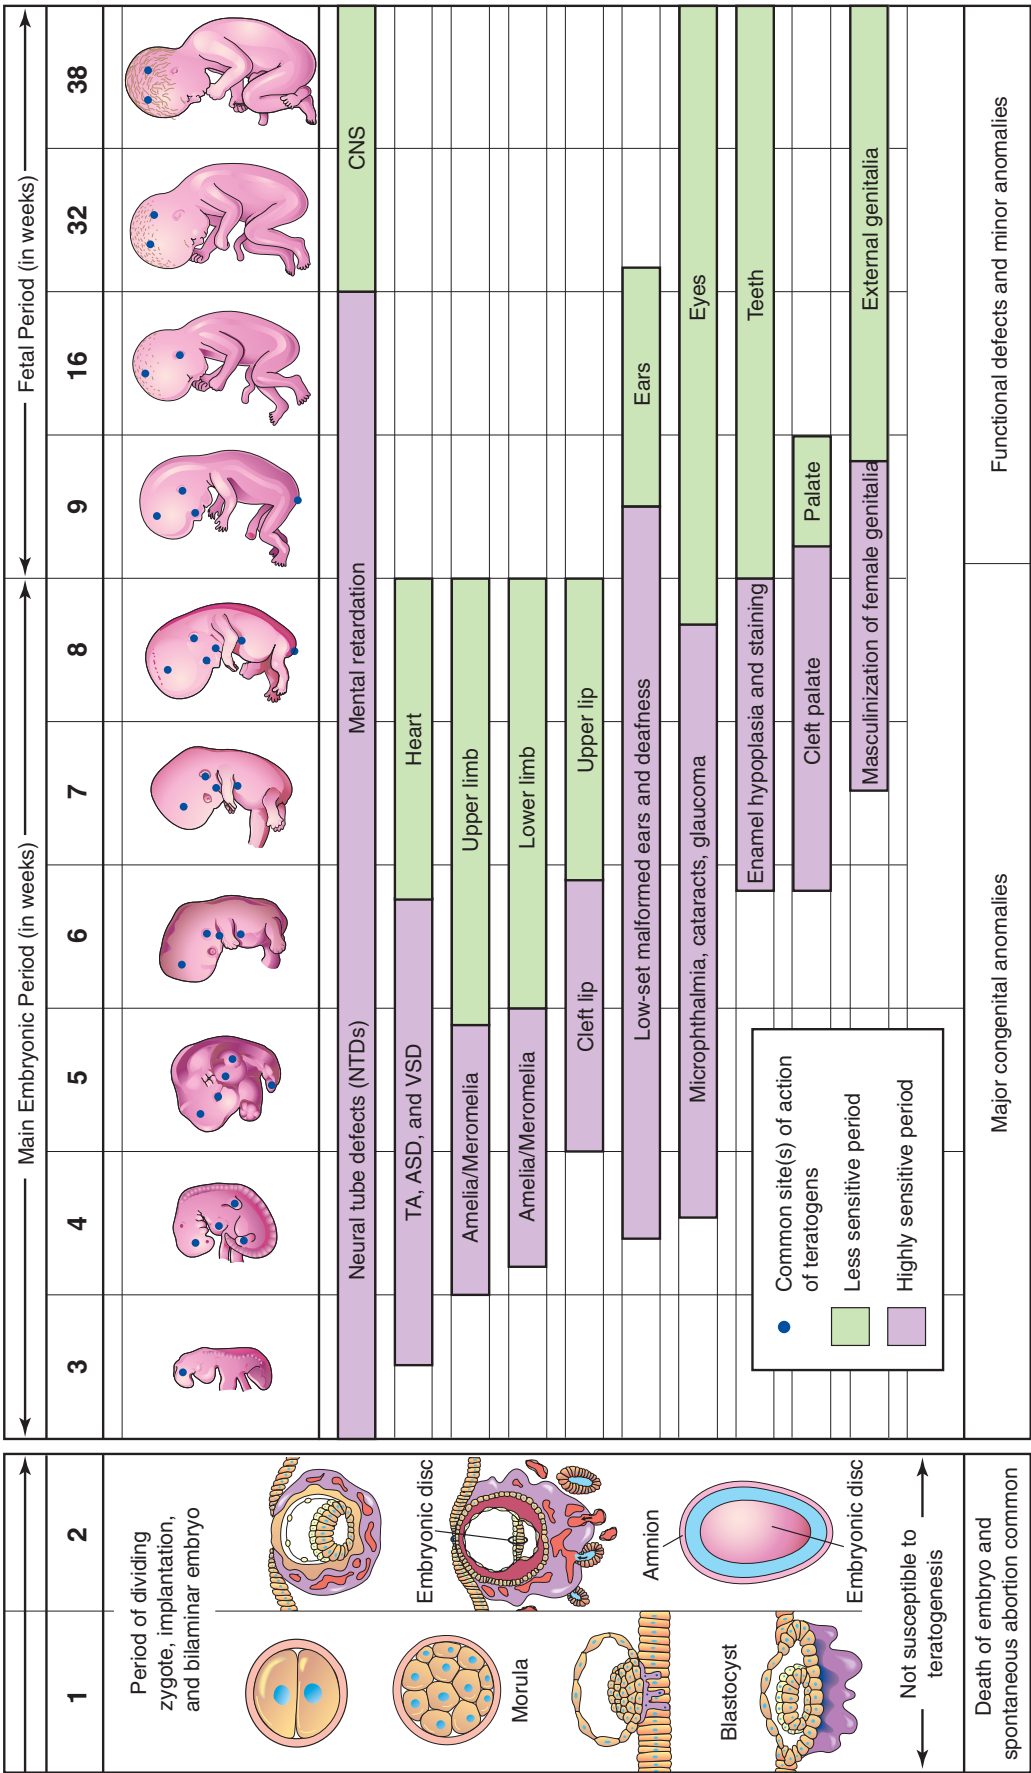 Main Embryonic Period (in weeks)
Fetal Period (in weeks)
1
2
3
4
5
6
7
8
9
16
32
38
Period of dividing
zygote, implantation,
and bilaminar embryo
Morula
Blastocyst
Embryonic disc
Amnion
Embryonic disc
Not susceptible to
teratogenesis
Death of embryo and
spontaneous abortion common
Neural tube defects (NTDs)
Mental retardation
CNS
TA, ASD, and VSD
Heart
Amelia/Meromelia
Upper limb
Amelia/Meromelia
Lower limb
Cleft lip
Upper lip
Low-set malformed ears and deafness
Ears
Microphthalmia, cataracts, glaucoma
Eyes
Enamel hypoplasia and staining
Teeth
Cleft palate
Palate
Masculinization of female genitalia
External genitalia
Common site(s) of action
of teratogens
Less sensitive period
Highly sensitive period
Major congenital anomalies
Functional defects and minor anomalies